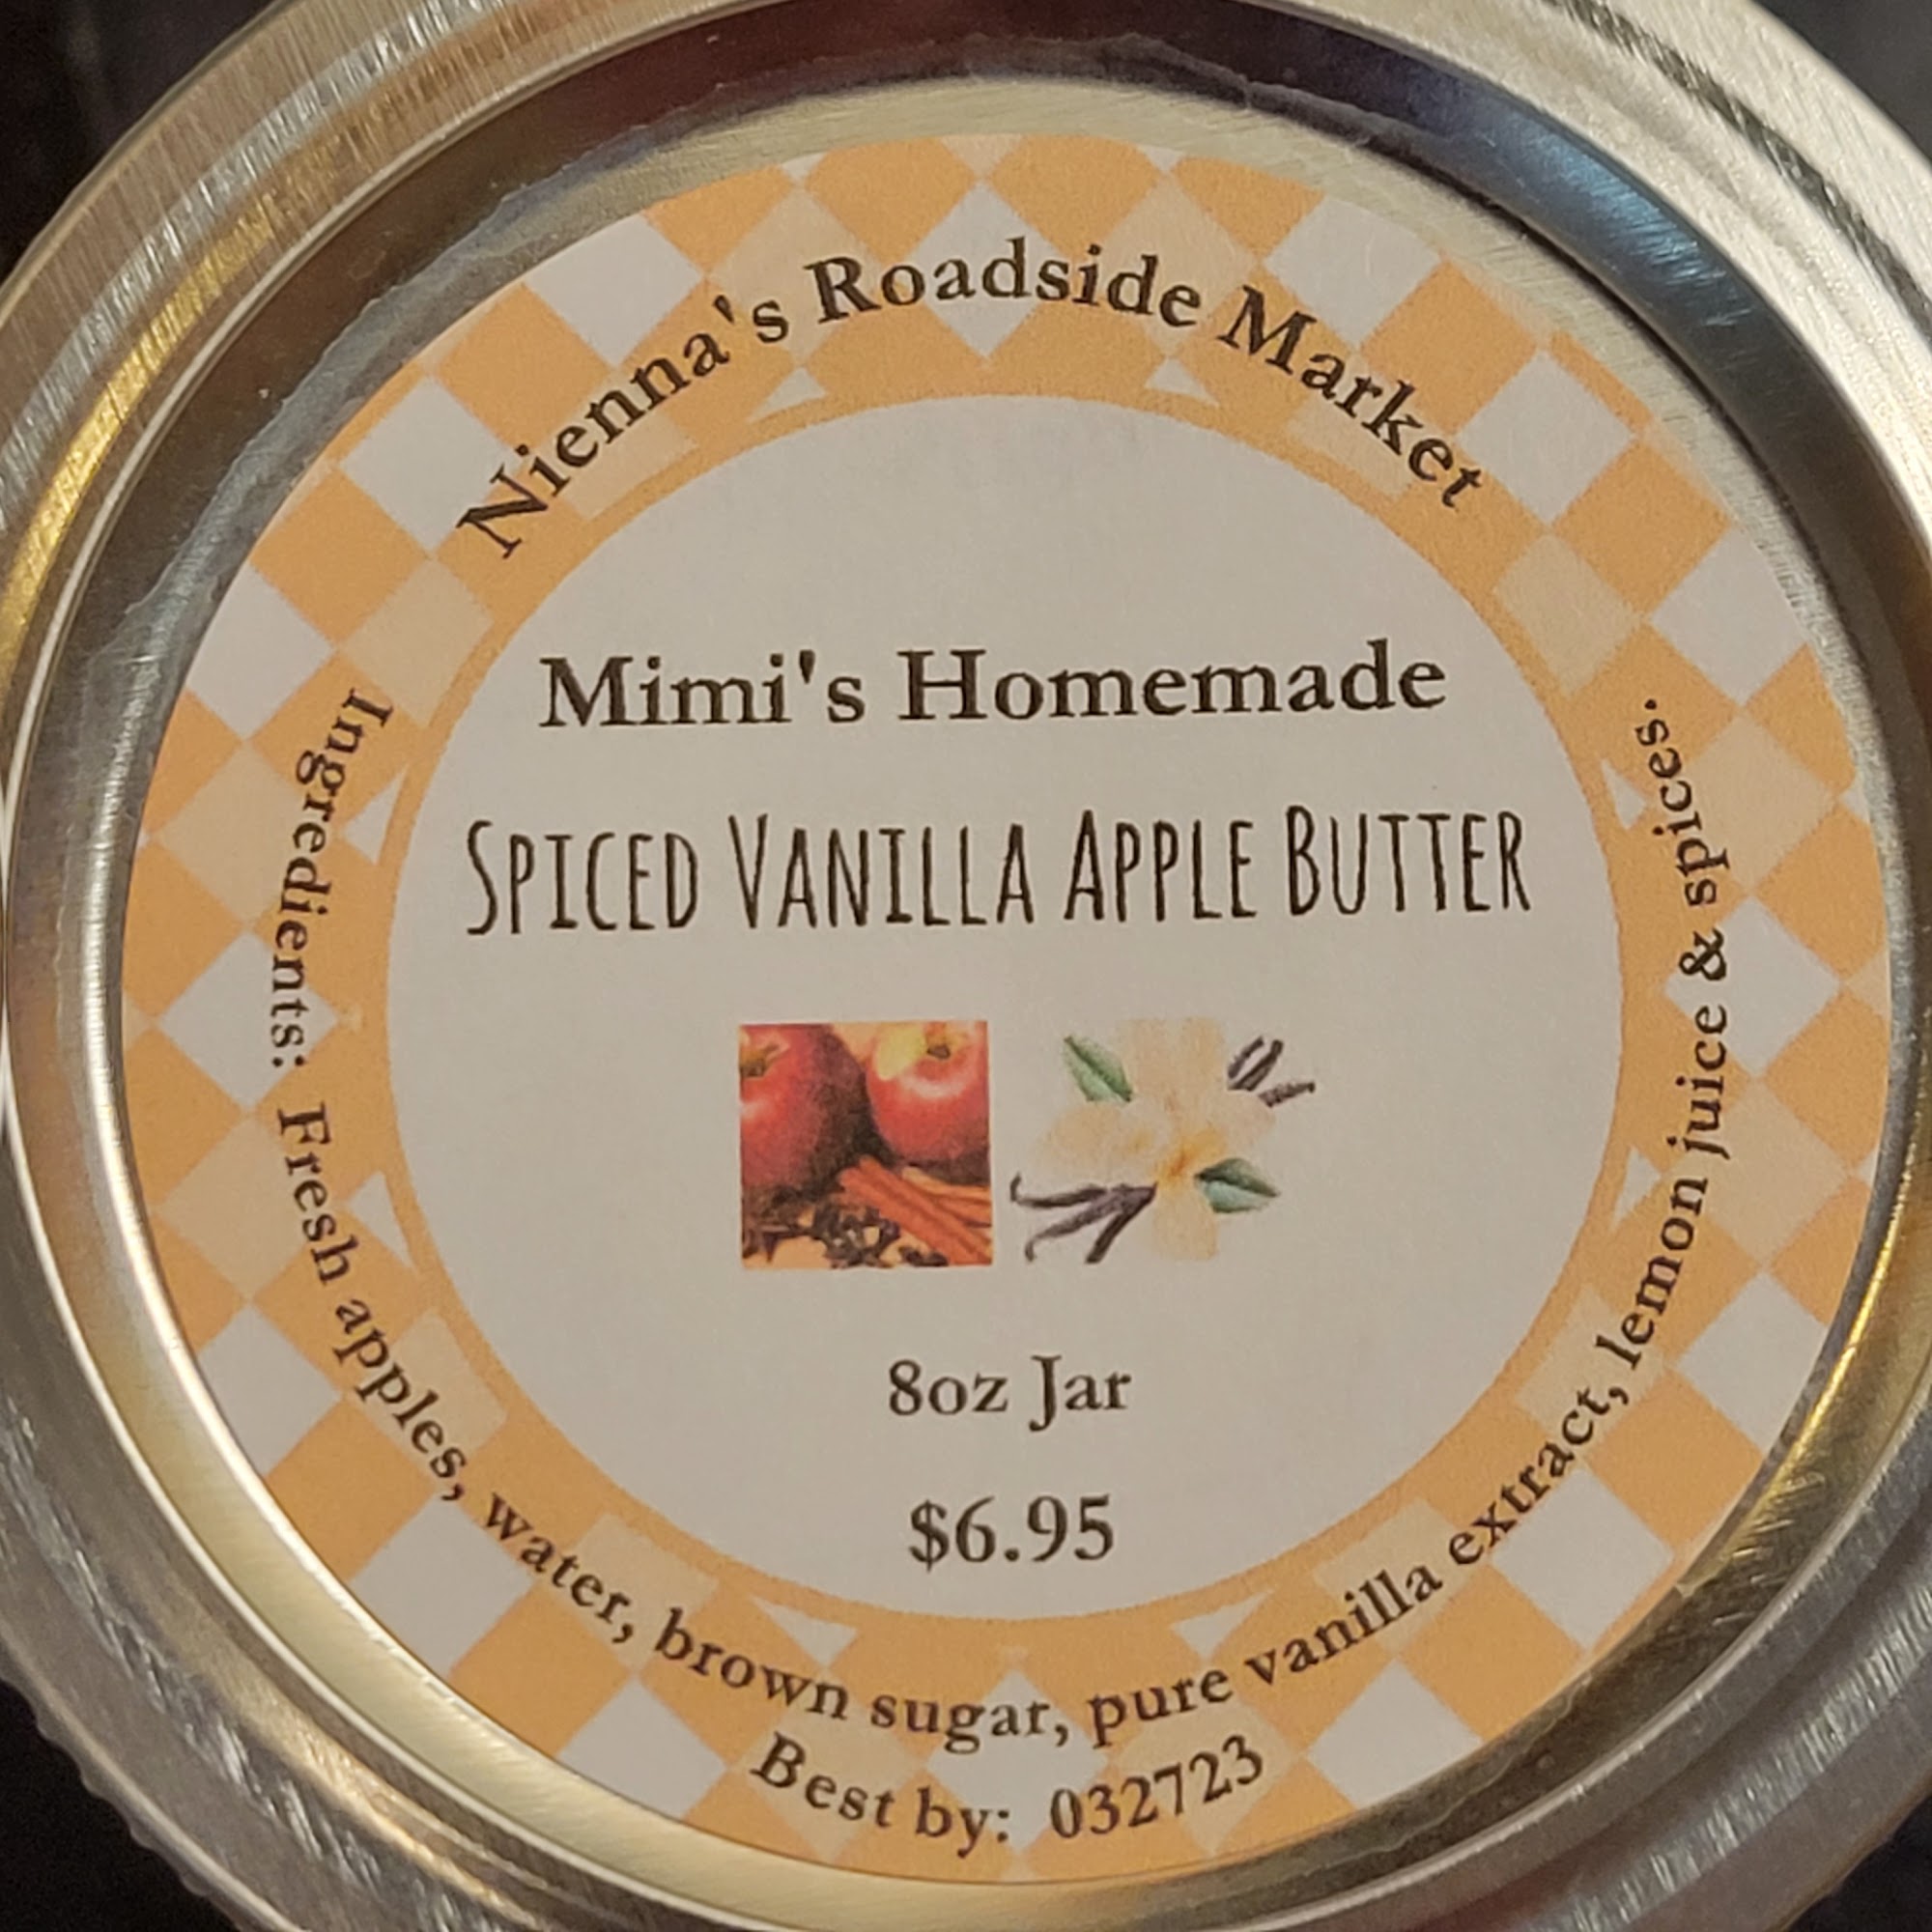 Nienna's Roadside Market
Mimi's Homemade
SPICED VANILLA APPLE BUTTER
8oz Jar
$6.95
Ingredients: Fresh apples, water, brown sugar, pure vanilla extract, lemon juice & spices.
Best by: 032723